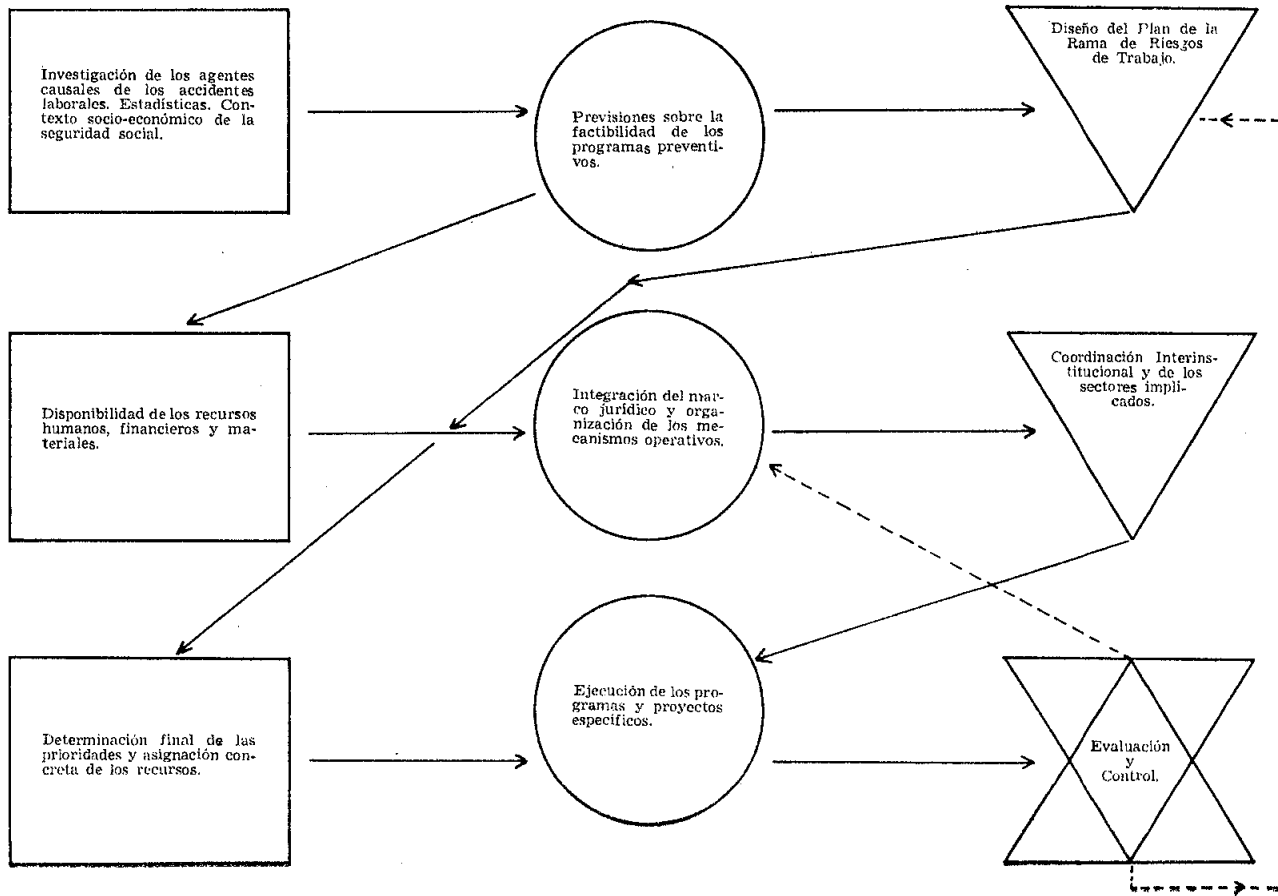 Investigación de los agentes
causales de los accidentes
laborales. Estadísticas. Con-
texto socio-económico de la
seguridad social.
Previsiones sobre la
factibilidad de los
programas preventi-
vos.
Diseño del Plan de la
Rama de Riesgos
de Trabajo.
Disponibilidad de los recursos
humanos, financieros y ma-
teriales.
Integración del mar-
co jurídico y orga-
nización de los me-
canismos operativos.
Coordinación Interins-
titucional y de los
sectores impli-
cados.
Determinación final de las
prioridades y asignación con-
creta de los recursos.
Ejecución de los pro-
gramas y proyectos
específicos.
Evaluación
y
Control.